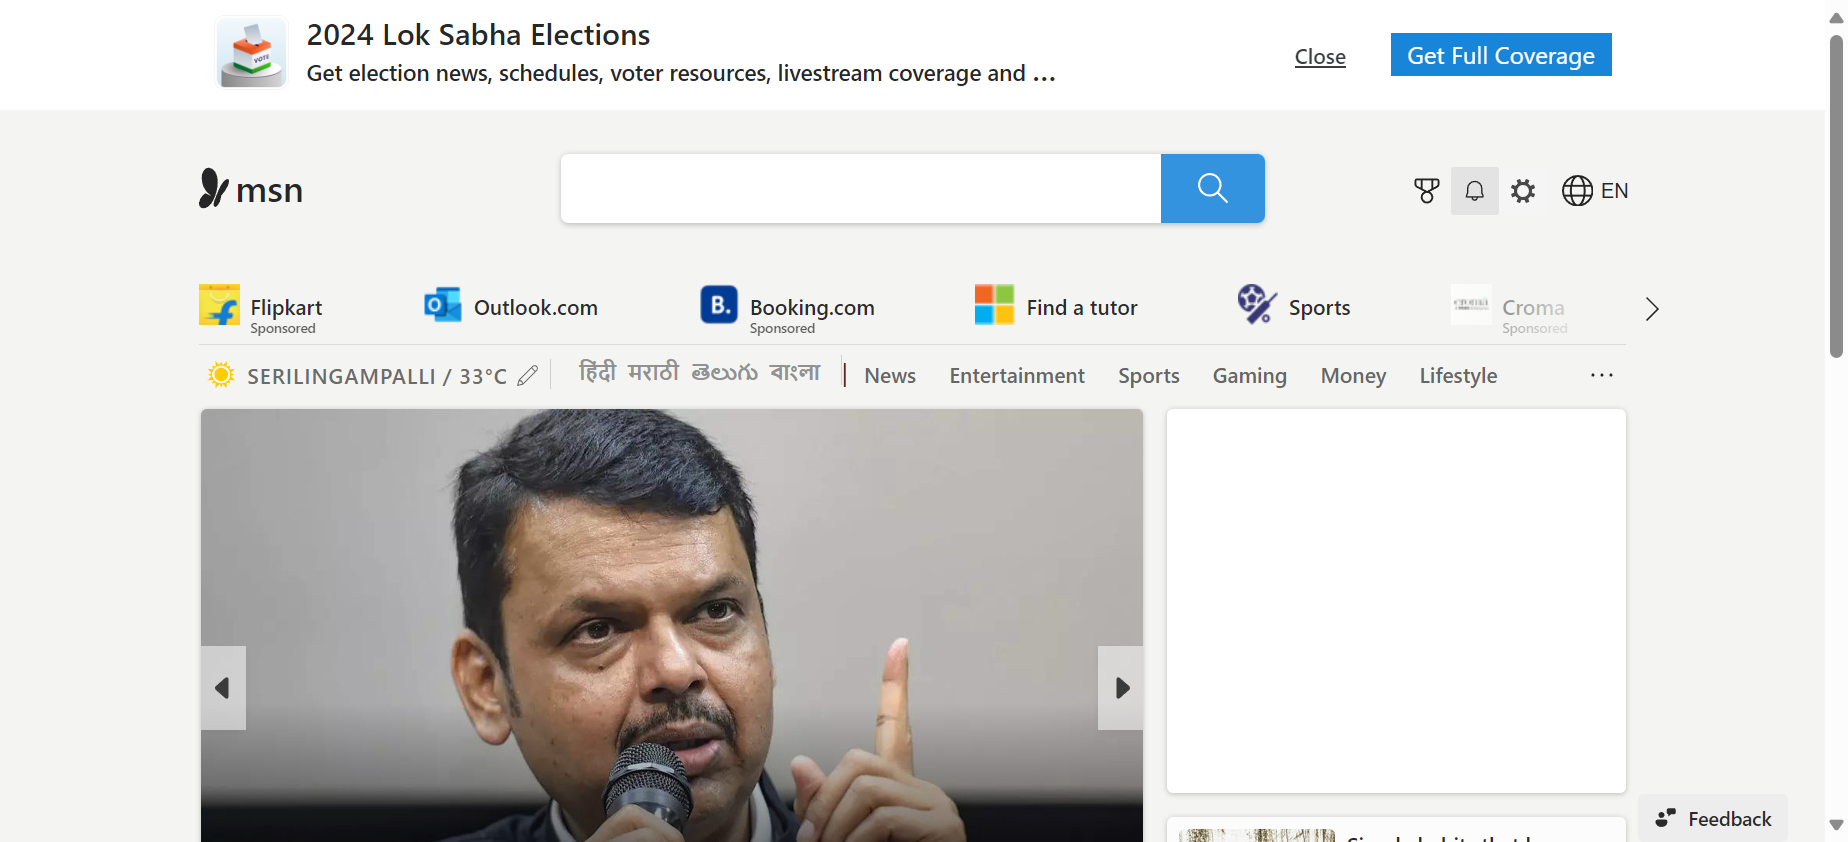 2024 Lok Sabha Elections
Get election news, schedules, voter resources, livestream coverage and ...
Close
Get Full Coverage
VOTE
msn
EN
Flipkart
Sponsored
Outlook.com
B.
Booking.com
Sponsored
Find a tutor
Sports
croma
Croma
Sponsored
SERILINGAMPALLI / 33°C
हिंदी मराठी తెలుగు বাংলা
News Entertainment Sports Gaming Money Lifestyle ...
Feedback